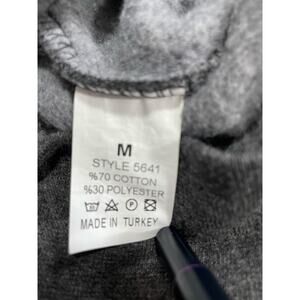 M
STYLE 5641
%70 COTTON
%30 POLYESTER
MADE IN TURKEY